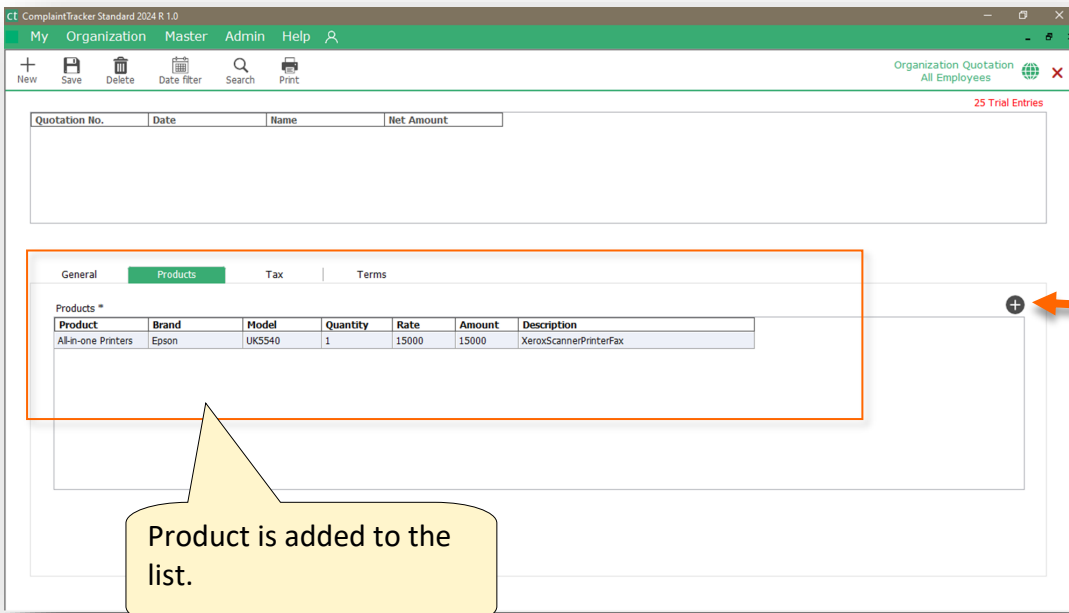 ct ComplaintTracker Standard 2024 R 1.0
My Organization Master Admin Help
New Save Delete Date filter Search Print
Organization Quotation
All Employees
25 Trial Entries
Quotation No. Date Name Net Amount
General Products Tax Terms
Products *
Product Brand Model Quantity Rate Amount Description
All-in-one Printers Epson UK5540 1 15000 15000 XeroxScannerPrinterFax
Product is added to the
list.